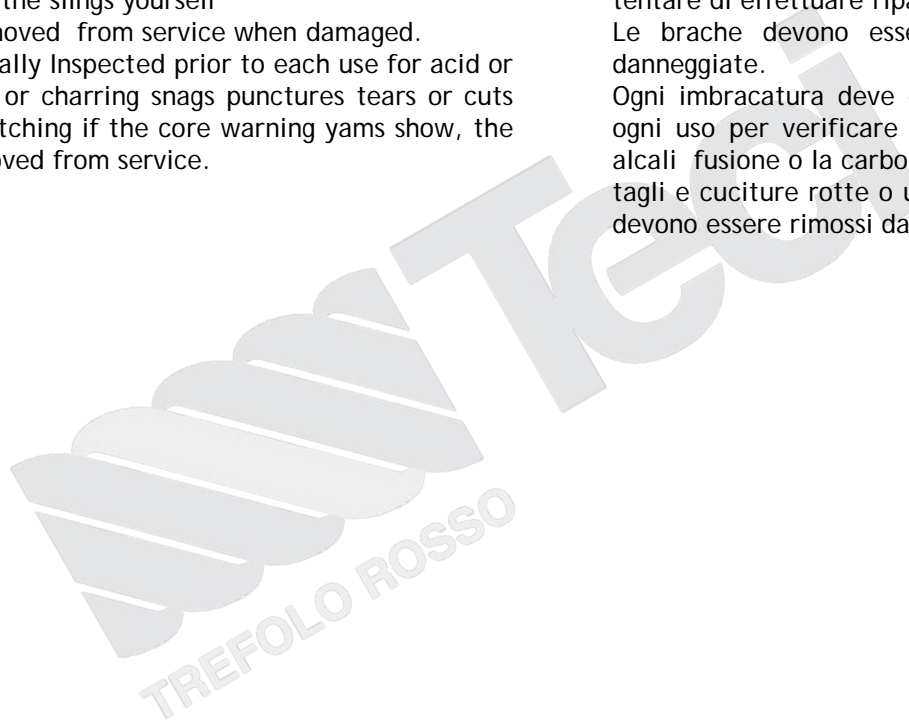 the slings yourself
noved from service when damaged.
ally Inspected prior to each use for acid or
or charring snags punctures tears or cuts
tching if the core warning yams show, the
oved from service.
tentare di effettuare ripa
Le brache devono esse
danneggiate.
Ogni imbracatura deve
ogni uso per verificare
alcali fusione o la carbo
tagli e cuciture rotte o u
devono essere rimossi da
Teci
TREFOLO ROSSO